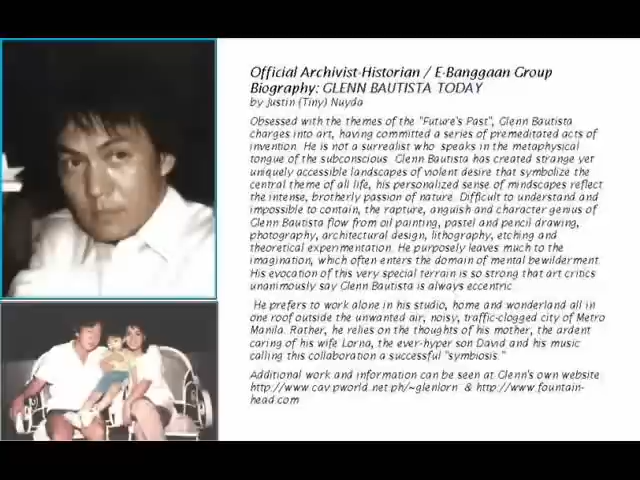 Official Archivist-Historian / E-Banggaan Group
Biography: GLENN BAUTISTA TODAY
by Justin (Tiny) Nuyda
Obsessed with the themes of the "Future's Past", Glenn Bautista
charges into art, having committed a series of premeditated acts of
invention. He is not a surrealist who speaks in the metaphysical
tongue of the subconscious. Glenn Bautista has created strange yet
uniquely accessible landscapes of violent desire that symbolize the
central theme of all life, his personalized sense of mindscapes reflect
the intense, brotherly passion of nature. Difficult to understand and
impossible to contain, the rapture, anguish and character genius of
Glenn Bautista flow from oil painting, pastel and pencil drawing,
photography, architectural design, lithography, etching and
theoretical experimentation. He purposely leaves much to the
imagination, which often enters the domain of mental bewilderment.
His evocation of this very special terrain is so strong that art critics
unanimously say Glenn Bautista is always eccentric.
He prefers to work alone in his studio, home and wonderland all in
one roof outside the unwanted air, noisy, traffic-clogged city of Metro
Manila. Rather, he relies on the thoughts of his mother, the ardent
caring of his wife Lorna, the ever-hyper son David and his music
calling this collaboration a successful "symbiosis."
Additional work and information can be seen at Glenn's own website
http://www.cav.pworld.net.ph/~glenlorn & http://www.fountain-
head.com